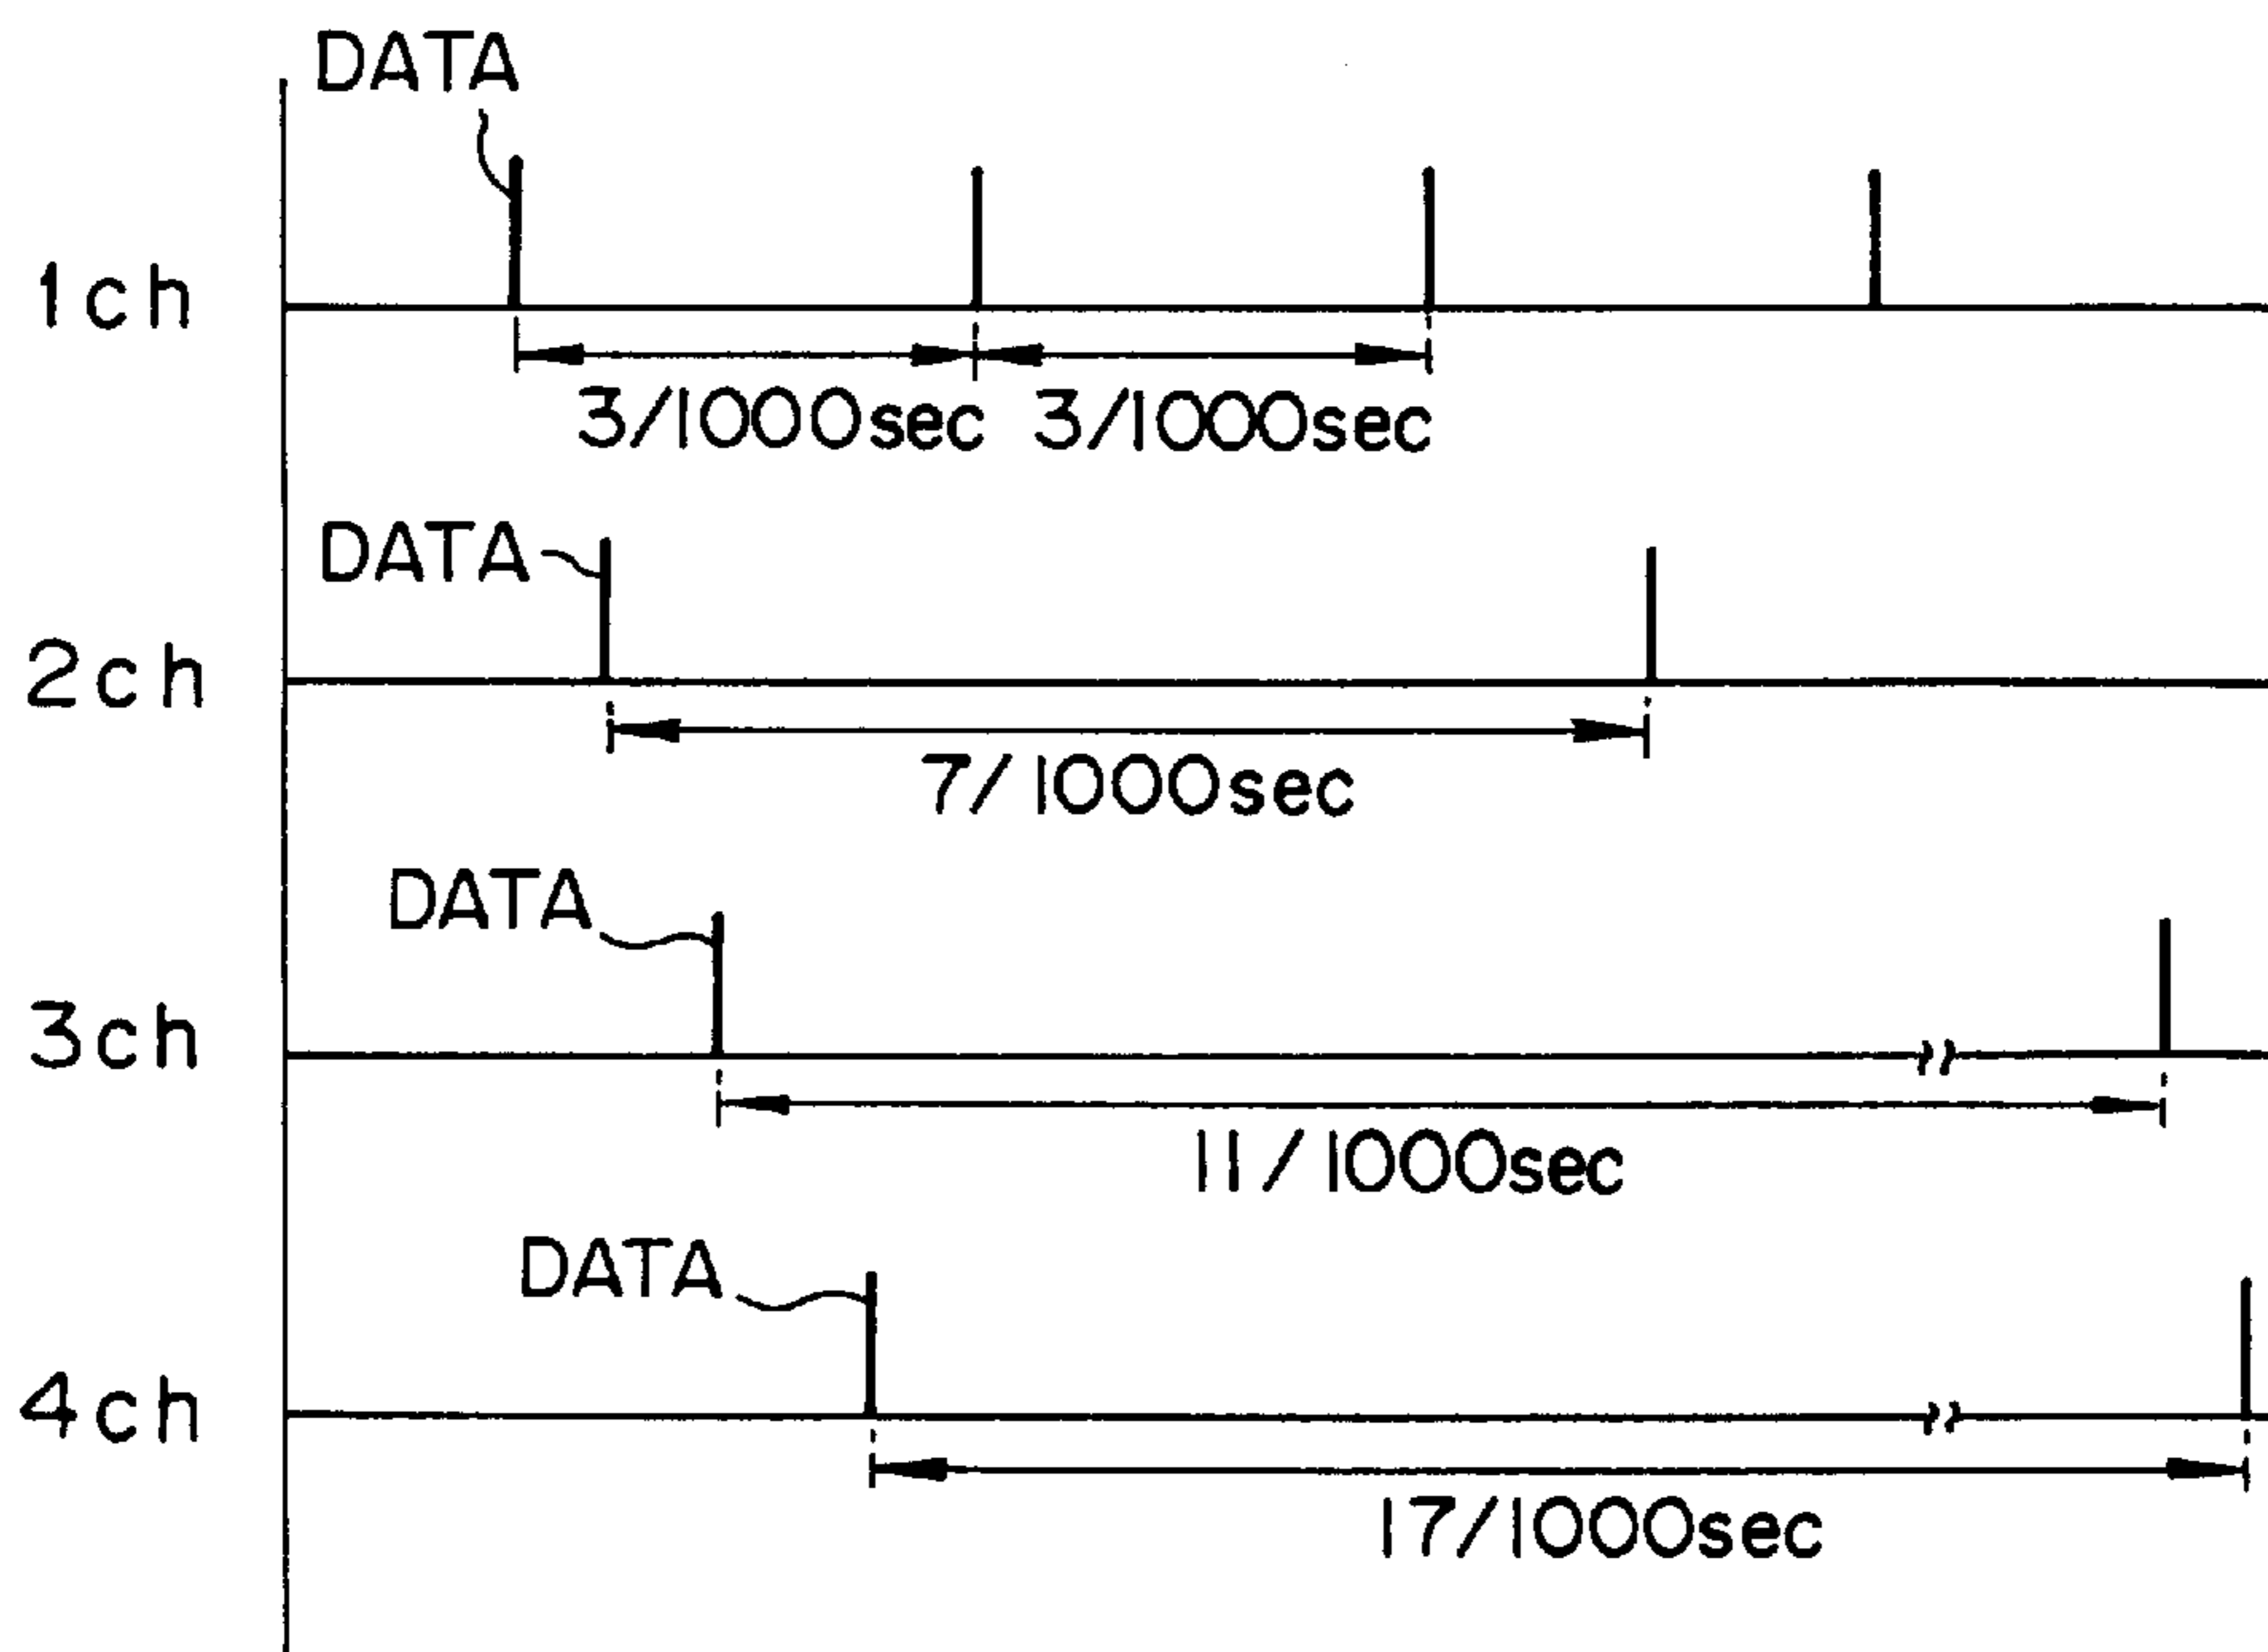 DATA
1ch
3/1000sec 3/1000sec
DATA
2ch
7/1000sec
DATA
3ch
11/1000sec
DATA
4ch
17/1000sec